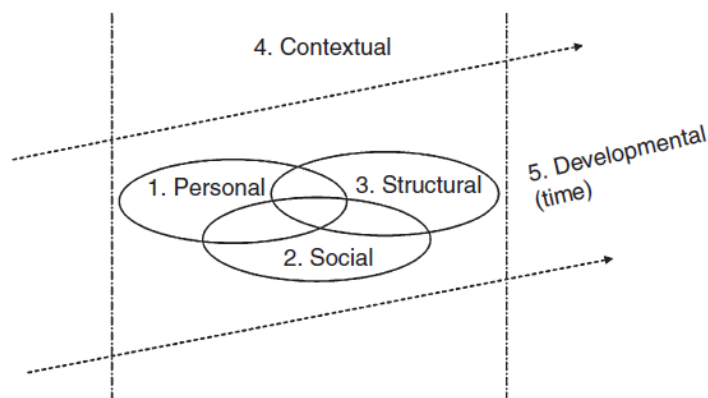 4. Contextual
1. Personal
3. Structural
2. Social
5. Developmental
(time)